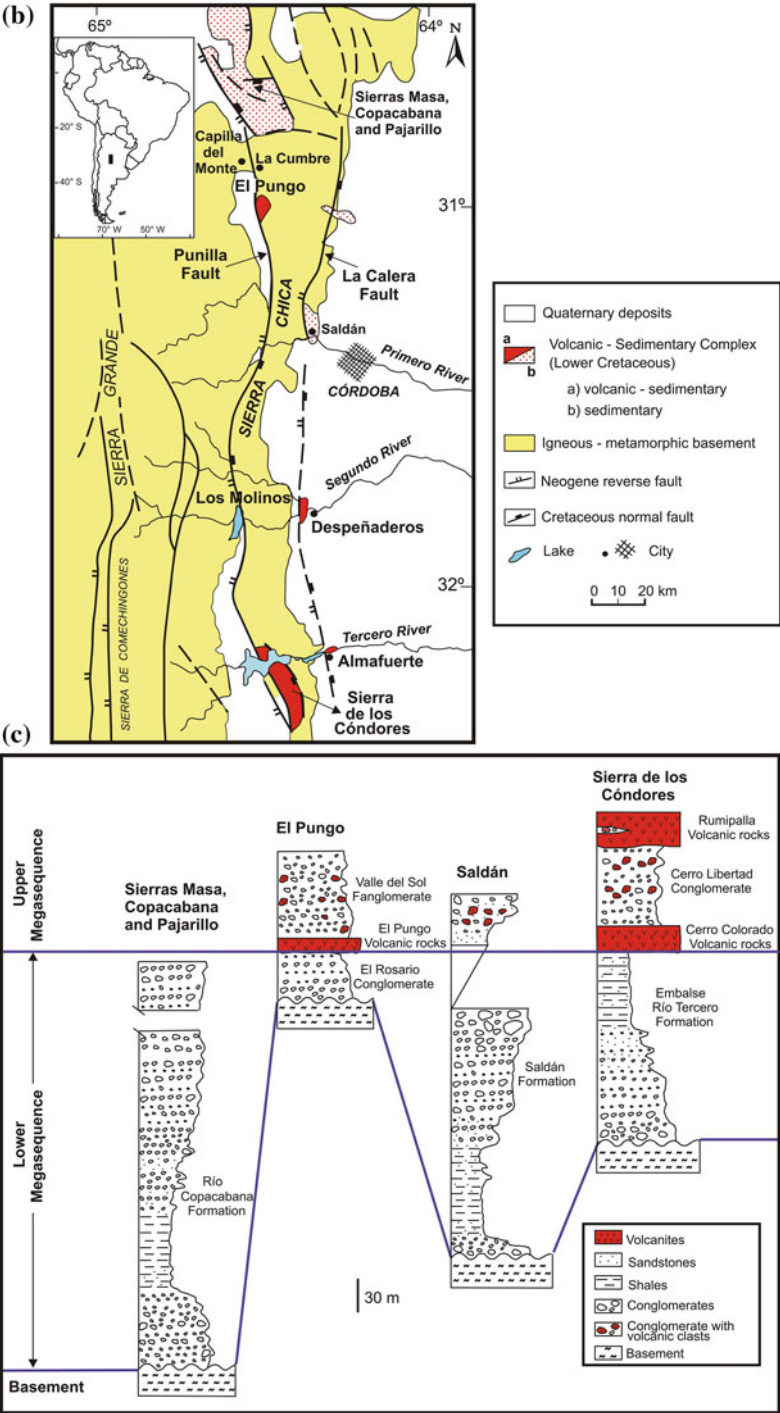 (b)
65°
64°
N
20° S
40° S
70° W
50° W
Sierras Masa,
Copacabana
and Pajarillo
Capilla
del
Monte
La Cumbre
El Pungo
31°
Punilla
Fault
La Calera
Fault
CHICA
SIERRA
Saldán
Primero River
CÓRDOBA
GRANDE
SIERRA
Segundo River
Los Molinos
Despeñaderos
32°
SIERRA DE COMECHINGONES
Tercero River
Almafuerte
Sierra
de los
Cóndores
Quaternary deposits
a
b
Volcanic - Sedimentary Complex
(Lower Cretaceous)
a) volcanic - sedimentary
b) sedimentary
Igneous - metamorphic basement
Neogene reverse fault
Cretaceous normal fault
Lake
City
0 10 20 km
(c)
Upper
Megasequence
Lower
Megasequence
Basement
Sierras Masa,
Copacabana
and Pajarillo
Río
Copacabana
Formation
El Pungo
Valle del Sol
Fanglomerate
El Pungo
Volcanic rocks
El Rosario
Conglomerate
Saldán
Saldán
Formation
Sierra de los
Cóndores
Rumipalla
Volcanic rocks
Cerro Libertad
Conglomerate
Cerro Colorado
Volcanic rocks
Embalse
Río Tercero
Formation
30 m
Volcanites
Sandstones
Shales
Conglomerates
Conglomerate with
volcanic clasts
Basement